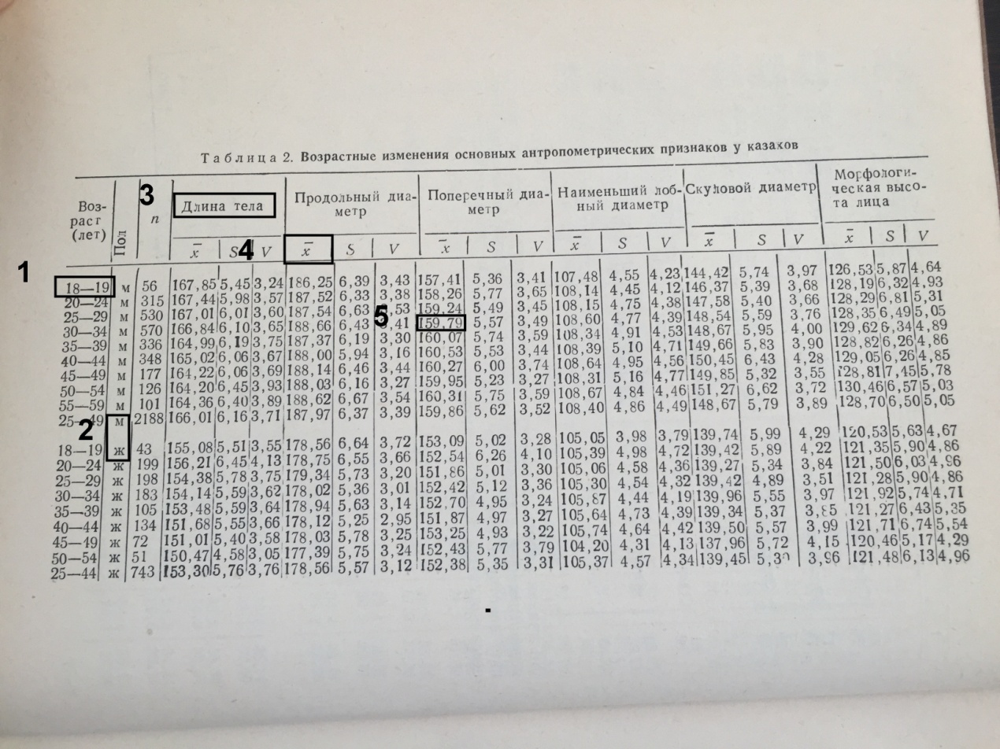 Таблица 2. Возрастные изменения основных антропометрических признаков у казахов
Воз-раст (лет) Пол n Длина тела Продольный диа-метр Поперечный диа-метр Наименьший лоб-ный диаметр Скуловой диаметр Морфологи-ческая высо-та лица
3
x̅ S V x̅ S V x̅ S V x̅ S V x̅ S V x̅ S V
4
1
18—19 м 56 167,85 5,45 3,24 186,25 6,39 3,43 157,41 5,36 3,41 107,48 4,55 4,23 144,42 5,74 3,97 126,53 5,87 4,64
20—24 м 315 167,44 5,98 3,57 187,52 6,33 3,38 158,26 5,77 3,65 108,14 4,45 4,12 146,37 5,39 3,68 128,19 6,32 4,93
25—29 м 530 167,01 6,01 3,60 187,54 6,63 ,53 159,24 5,49 3,45 108,15 4,75 4,38 147,58 5,40 3,66 128,29 6,81 5,31
5
30—34 м 570 166,84 6,10 3,65 188,66 6,43 ,41 159,79 5,57 3,49 108,60 4,77 4,39 148,54 5,59 3,76 128,35 6,49 5,05
35—39 м 336 164,99 6,19 3,75 187,37 6,19 3,30 160,07 5,74 3,59 108,34 4,91 4,53 148,67 5,95 4,00 129,62 6,34 4,89
40—44 м 348 165,02 6,06 3,67 188,00 5,94 3,16 160,53 5,53 3,44 108,39 5,10 4,71 149,66 5,83 3,90 128,82 6,26 4,86
45—49 м 177 164,22 6,06 3,69 188,14 6,46 3,44 160,27 6,00 3,74 108,64 4,95 4,56 150,45 6,43 4,28 129,05 6,26 4,85
50—54 м 126 164,20 6,45 3,93 188,03 6,16 3,27 159,95 5,23 3,27 108,31 5,16 4,77 149,85 5,32 3,55 128,81 7,45 5,78
55—59 м 101 164,36 6,40 3,89 188,62 6,67 3,54 160,31 5,75 3,59 108,67 4,84 4,46 151,27 6,62 3,72 130,46 6,57 5,03
25—49 м 2188 166,01 6,16 3,71 187,97 6,37 3,39 159,86 5,62 3,52 108,40 4,86 4,49 148,67 5,79 3,89 128,70 6,50 5,05
2
18—19 ж 43 155,08 5,51 3,55 178,56 6,64 3,72 153,09 5,02 3,28 105,05 3,98 3,79 139,74 5,99 4,29 120,53 5,63 4,67
20—24 ж 199 156,21 6,45 4,13 178,75 6,55 3,66 152,54 6,26 4,10 105,39 4,98 4,72 139,42 5,89 4,22 121,35 5,90 4,86
25—29 ж 198 154,38 5,78 3,75 179,34 5,73 3,20 151,86 5,01 3,30 105,06 4,58 4,36 139,27 5,34 3,84 121,50 6,03 4,96
30—34 ж 183 154,14 5,59 3,62 178,02 5,36 3,01 152,42 5,12 3,36 105,30 4,54 4,32 139,42 4,89 3,51 121,28 5,90 4,86
35—39 ж 105 153,48 5,59 3,64 178,94 5,63 3,14 152,70 4,95 3,24 105,87 4,44 4,19 139,96 5,55 3,97 121,92 5,74 4,71
40—44 ж 134 151,68 5,55 3,66 178,12 5,25 2,95 151,87 4,97 3,27 105,64 4,73 4,39 139,34 5,37 3,85 121,27 6,43 5,35
45—49 ж 72 151,01 5,40 3,58 178,03 5,78 3,25 153,25 4,93 3,22 105,74 4,64 4,42 139,50 5,57 3,99 121,71 6,74 5,54
50—54 ж 51 150,47 4,58 3,05 177,39 5,75 3,24 152,43 5,77 3,79 104,20 4,31 4,13 137,96 5,72 4,15 120,46 5,17 4,29
25—44 ж 743 153,30 5,76 3,76 178,56 5,57 3,12 152,38 5,35 3,31 105,37 4,57 4,34 139,45 3,96 121,48 6,13 4,96